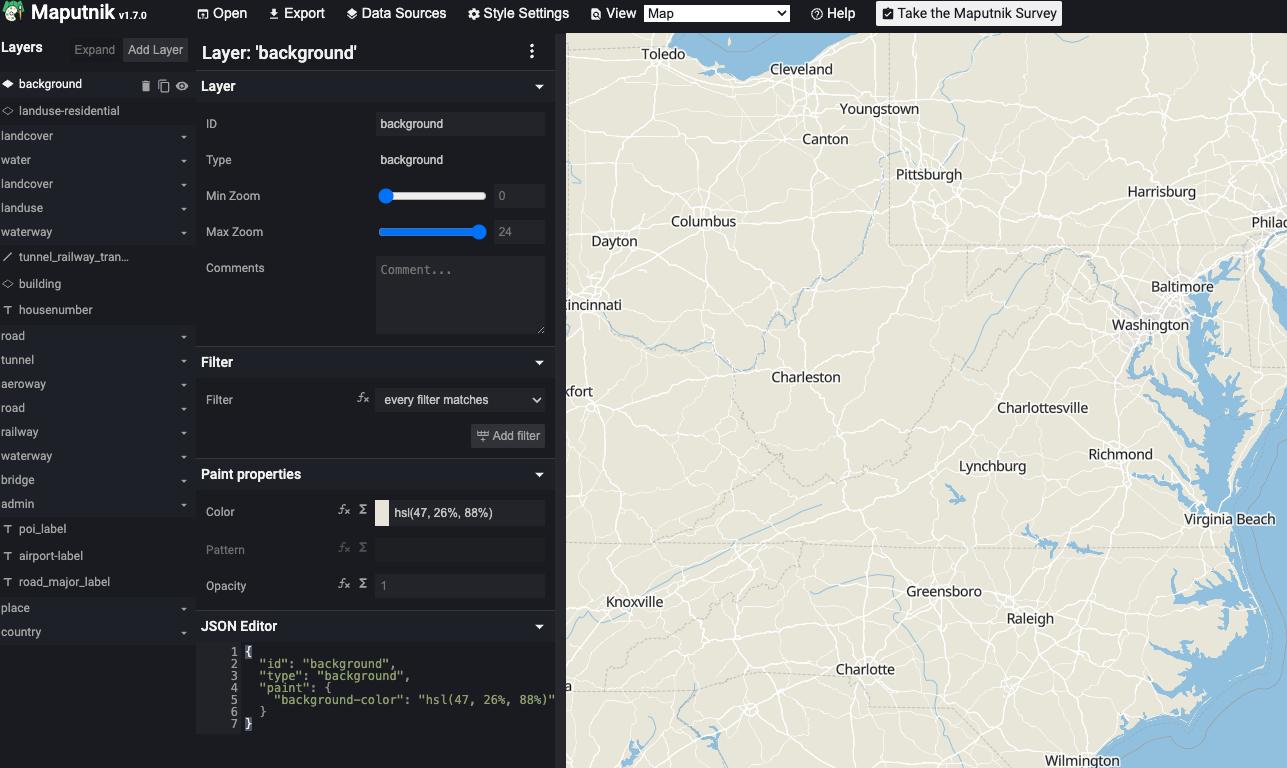 Maputnik v1.7.0
Open
Export
Data Sources
Style Settings
View
Map
Help
Take the Maputnik Survey
Layers
Expand
Add Layer
background
landuse-residential
landcover
water
landcover
landuse
waterway
tunnel_railway_tran...
building
housenumber
road
tunnel
aeroway
road
railway
waterway
bridge
admin
poi_label
airport-label
road_major_label
place
country
Layer: 'background'
Layer
ID
background
Type
background
Min Zoom
0
Max Zoom
24
Comments
Comment...
Filter
Filter
every filter matches
Add filter
Paint properties
Color
hsl(47, 26%, 88%)
Pattern
Opacity
1
JSON Editor
1 {
2 "id": "background",
3 "type": "background",
4 "paint": {
5 "background-color": "hsl(47, 26%, 88%)"
6 }
7 }
Toledo
Cleveland
Youngstown
Canton
Pittsburgh
Harrisburg
Columbus
Philad
Dayton
Baltimore
incinnati
Washington
Charleston
kfort
Charlottesville
Richmond
Lynchburg
Virginia Beach
Greensboro
Knoxville
Raleigh
Charlotte
a
Wilmington